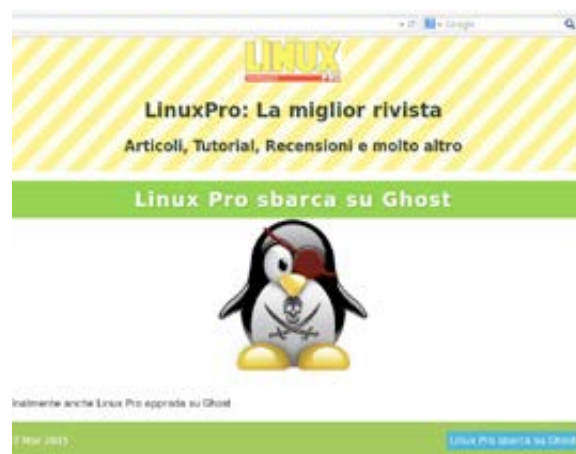 Google
LINUX
PRO
LinuxPro: La miglior rivista
Articoli, Tutorial, Recensioni e molto altro
Linux Pro sbarca su Ghost
inalmente anche Linux Pro approda su Ghost
7 Mar 2015
Linux Pro sbarca su Ghost